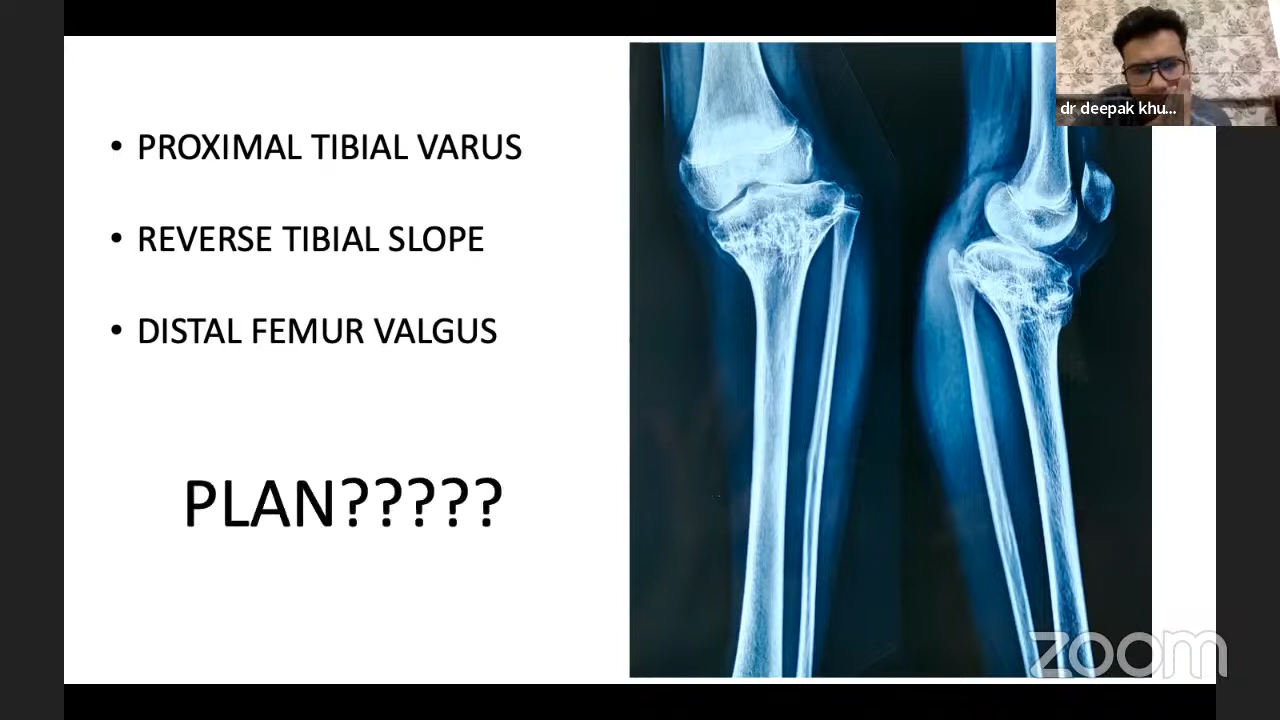 dr deepak khu...
• PROXIMAL TIBIAL VARUS
• REVERSE TIBIAL SLOPE
• DISTAL FEMUR VALGUS
PLAN?????
zoom